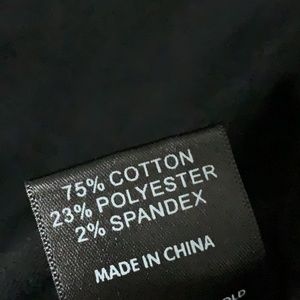 75% COTTON
23% POLYESTER
2% SPANDEX
MADE IN CHINA